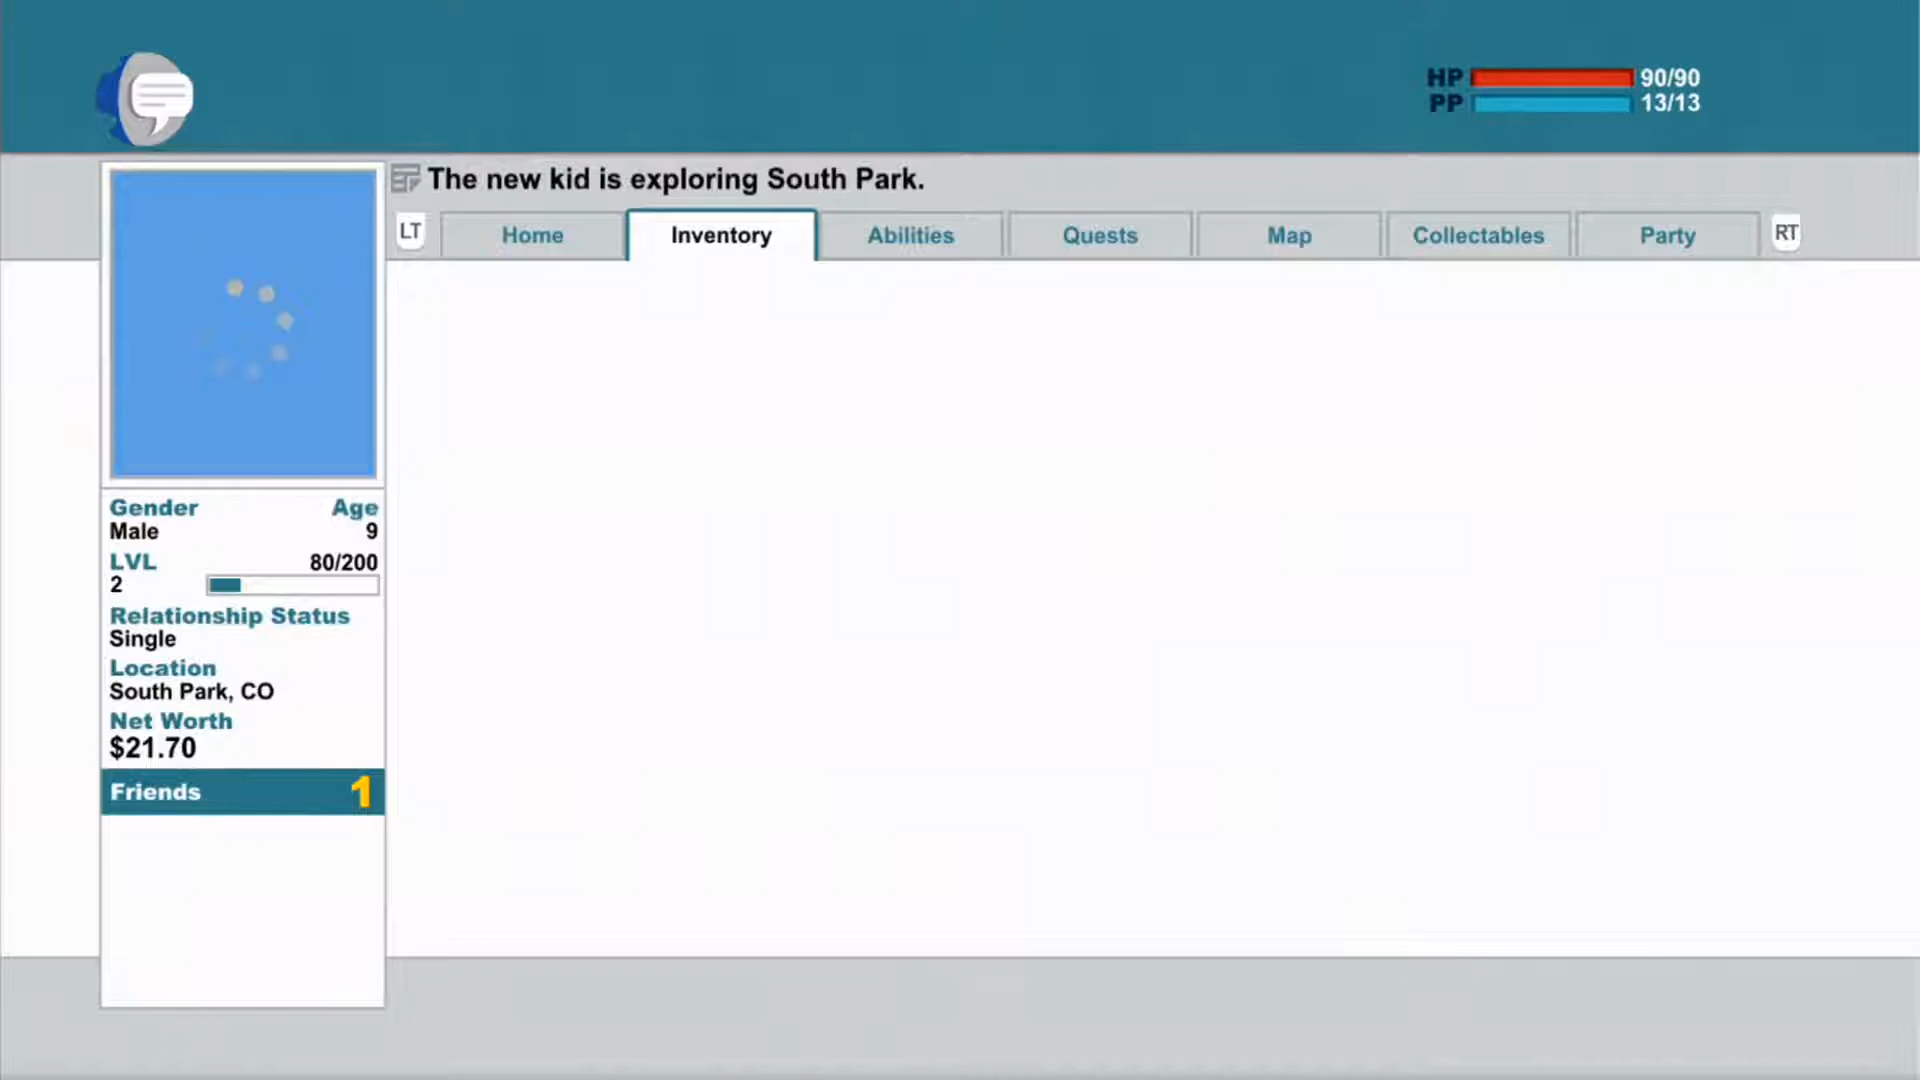 HP 90/90
PP 13/13
The new kid is exploring South Park.
LT Home Inventory Abilities Quests Map Collectables Party RT
Gender Age
Male 9
LVL 80/200
2
Relationship Status
Single
Location
South Park, CO
Net Worth
$21.70
Friends 1